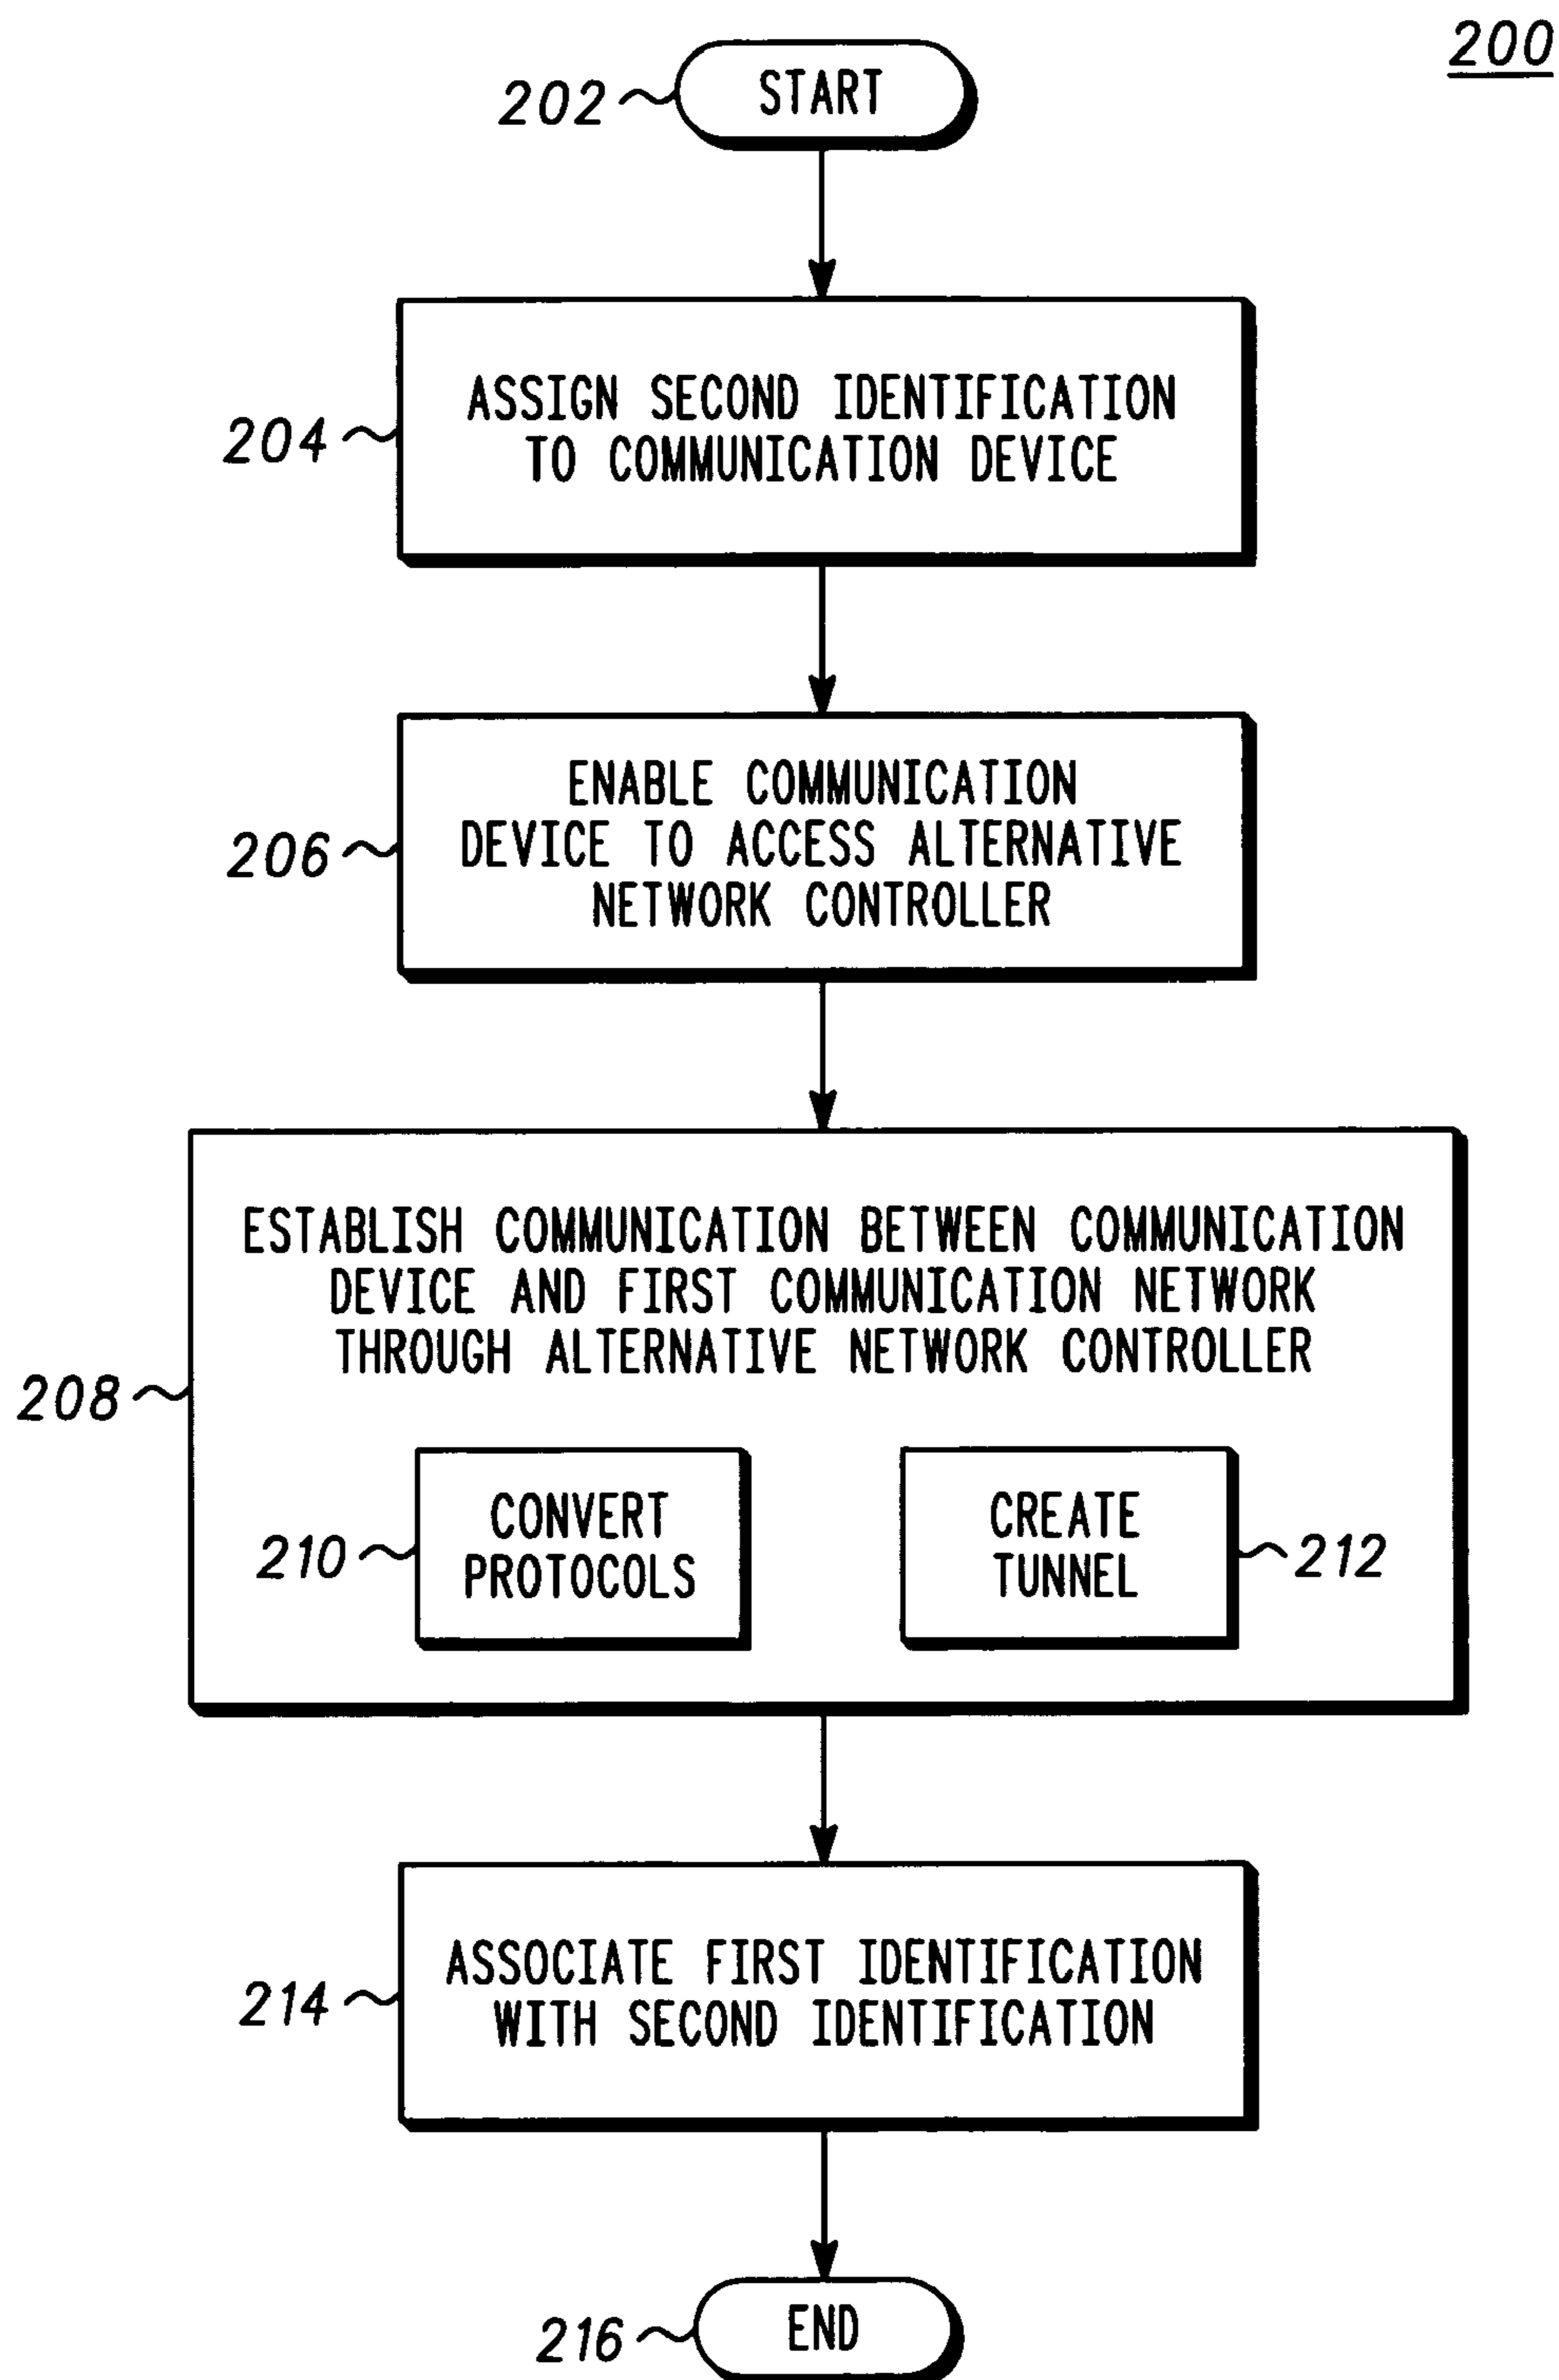 200
202
START
204
ASSIGN SECOND IDENTIFICATION
TO COMMUNICATION DEVICE
206
ENABLE COMMUNICATION
DEVICE TO ACCESS ALTERNATIVE
NETWORK CONTROLLER
208
ESTABLISH COMMUNICATION BETWEEN COMMUNICATION
DEVICE AND FIRST COMMUNICATION NETWORK
THROUGH ALTERNATIVE NETWORK CONTROLLER
210
CONVERT
PROTOCOLS
CREATE
TUNNEL
212
214
ASSOCIATE FIRST IDENTIFICATION
WITH SECOND IDENTIFICATION
216
END